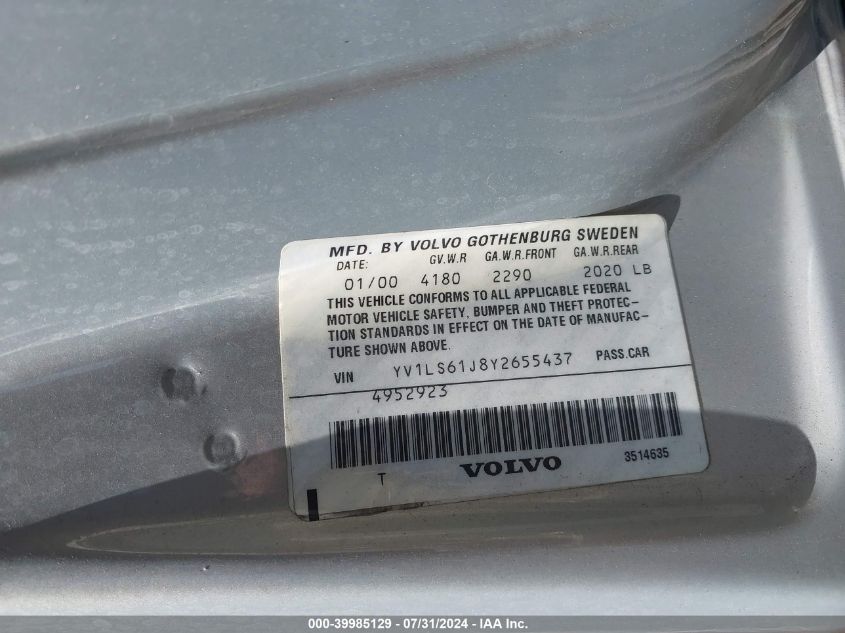 MFD. BY VOLVO GOTHENBURG SWEDEN
DATE: GV.W.R GA.W.R.FRONT GA.W.R.REAR
01/00 4180 2290 2020 LB
THIS VEHICLE CONFORMS TO ALL APPLICABLE FEDERAL
MOTOR VEHICLE SAFETY, BUMPER AND THEFT PROTEC-
TION STANDARDS IN EFFECT ON THE DATE OF MANUFAC-
TURE SHOWN ABOVE.
VIN YV1LS61J8Y2655437 PASS.CAR
4952923
T VOLVO 3514635
000-39985129 - 07/31/2024 - IAA Inc.